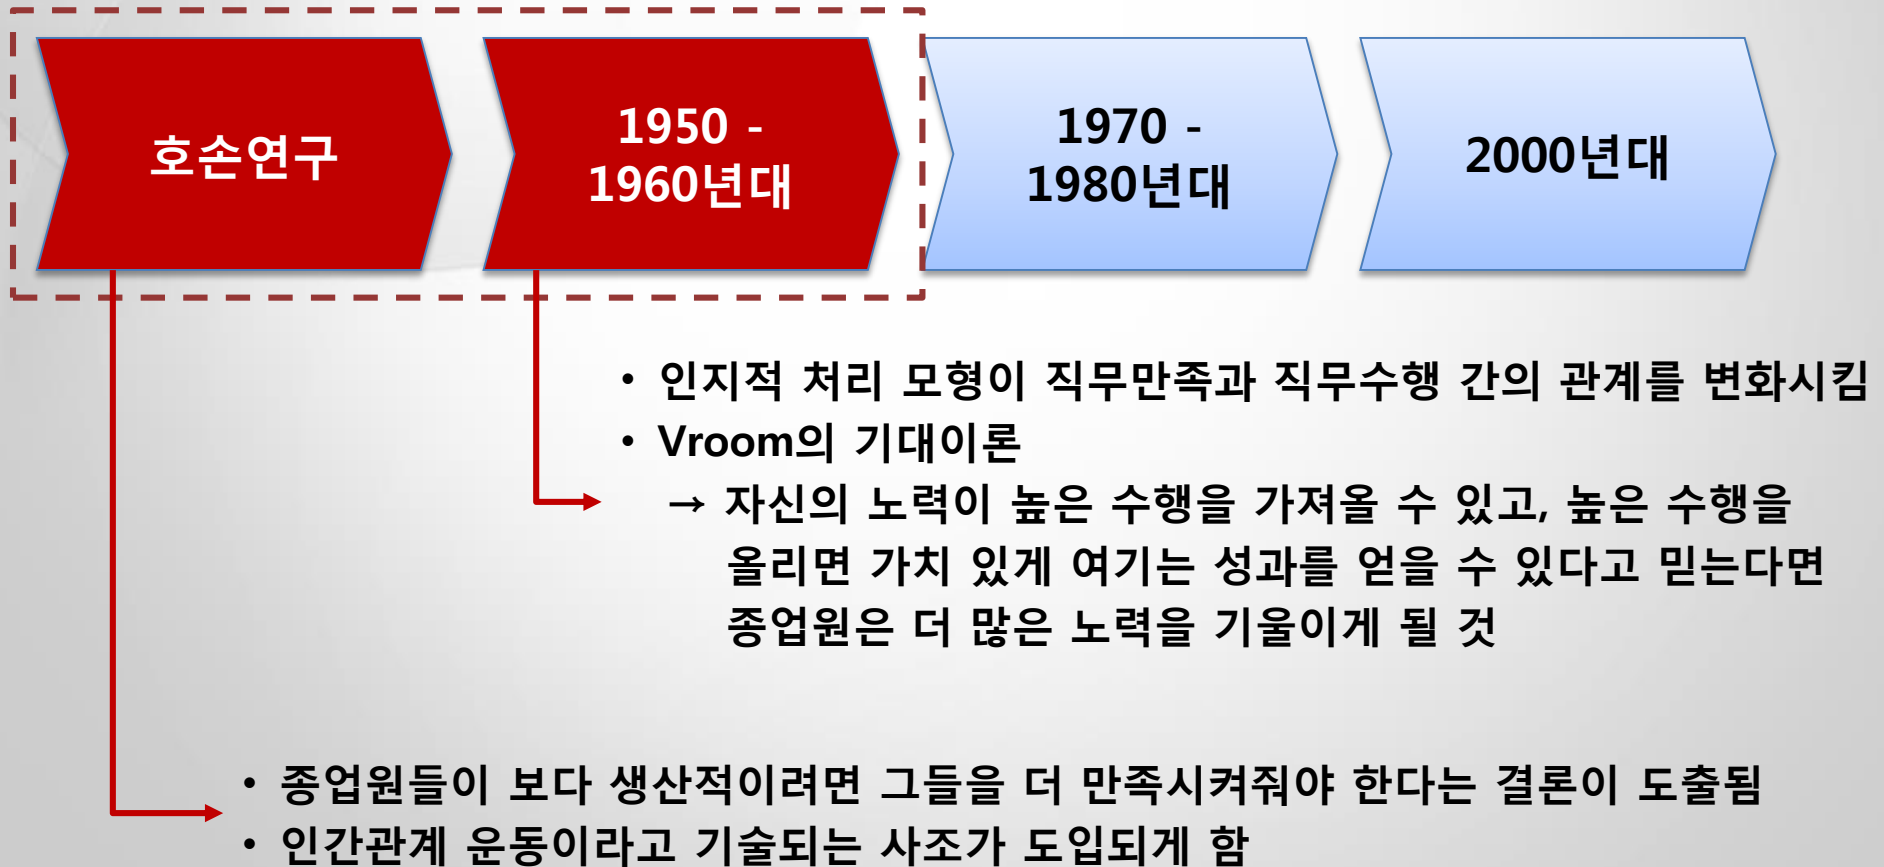 호손연구
1950 -
1960년대
1970 -
1980년대
2000년대
• 인지적 처리 모형이 직무만족과 직무수행 간의 관계를 변화시킴
• Vroom의 기대이론
→ 자신의 노력이 높은 수행을 가져올 수 있고, 높은 수행을
올리면 가치 있게 여기는 성과를 얻을 수 있다고 믿는다면
종업원은 더 많은 노력을 기울이게 될 것
• 종업원들이 보다 생산적이려면 그들을 더 만족시켜줘야 한다는 결론이 도출됨
• 인간관계 운동이라고 기술되는 사조가 도입되게 함